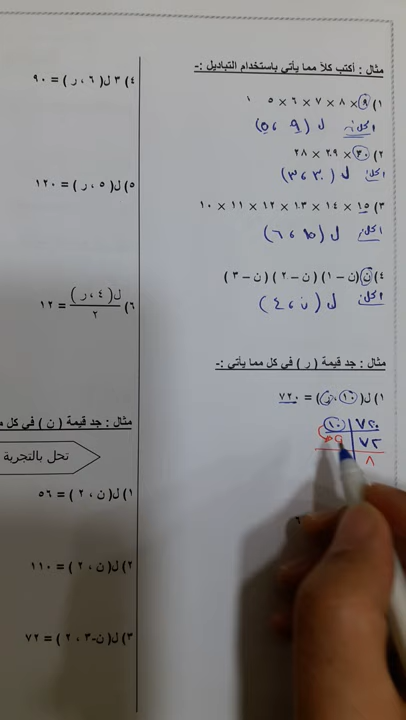 مثال : أكتب كلاً مما يأتي باستخدام التباديل :-
١) ٩ × ٨ × ٧ × ٦ × ٥
الحل: ل (٩ ، ٥)
٢) ٣٠ × ٢٩ × ٢٨
الحل: ل (٣٠ ، ٣)
٣) ١٥ × ١٤ × ١٣ × ١٢ × ١١ × ١٠
الحل: ل (١٥ ، ٦)
٤) ن(ن – ١) (ن – ٢) (ن – ٣)
الحل: ل (ن ، ٤)
مثال : جد قيمة ( ر ) في كل مما يأتي :-
١) ل(١٠ ، ر) = ٧٢٠
٧٢٠ | ١٠
٧٢ | ٩
٨
٤) ٣ ل( ٦ ، ر ) = ٩٠
٥) ل( ٥ ، ر ) = ١٢٠
٦) ل( ٤ ، ر ) / ٢ = ١٢
مثال : جد قيمة ( ن ) في كل
تحل بالتجربة
١) ل( ن ، ٢ ) = ٥٦
٢) ل( ن ، ٢ ) = ١١٠
٣) ل( ن-٣ ، ٢ ) = ٧٢